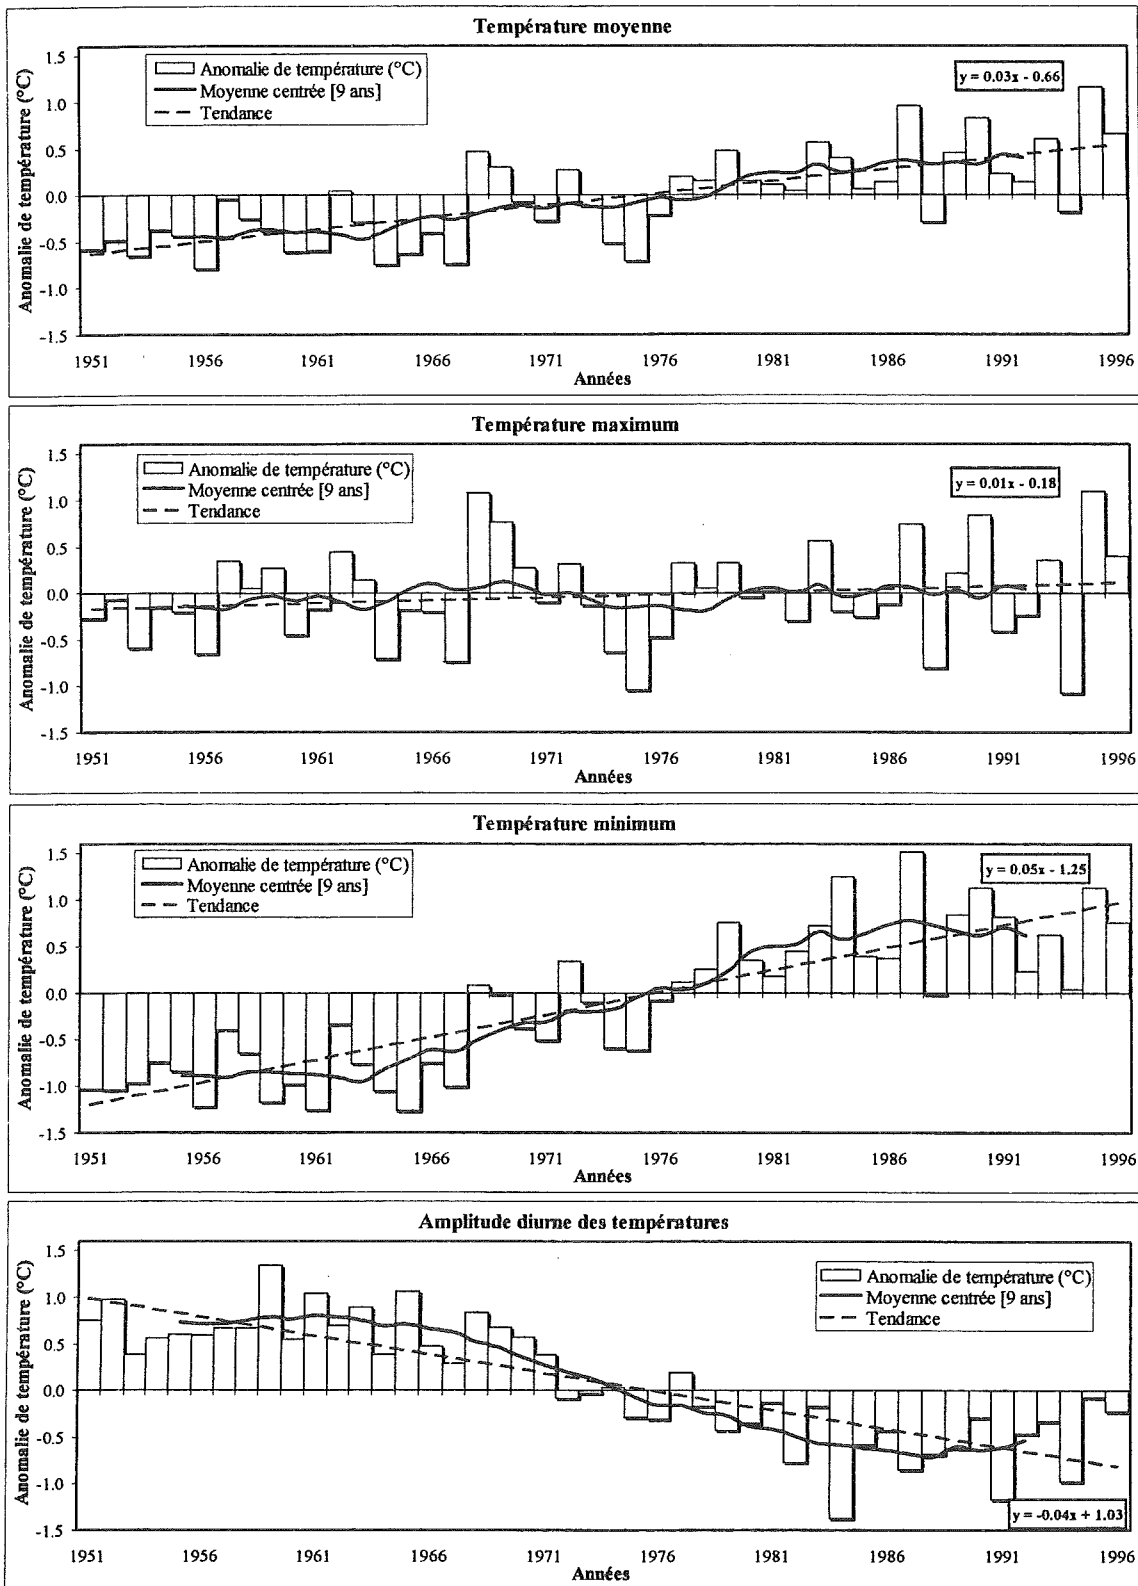 Température moyenne
Anomalie de température (°C)
1.5
1.0
0.5
0.0
-0.5
-1.0
-1.5
Anomalie de température (°C)
Moyenne centrée [9 ans]
Tendance
y = 0.03x - 0.66
1951 1956 1961 1966 1971 1976 1981 1986 1991 1996
Années
Température maximum
Anomalie de température (°C)
1.5
1.0
0.5
0.0
-0.5
-1.0
-1.5
Anomalie de température (°C)
Moyenne centrée [9 ans]
Tendance
y = 0.01x - 0.18
1951 1956 1961 1966 1971 1976 1981 1986 1991 1996
Années
Température minimum
Anomalie de température (°C)
1.5
1.0
0.5
0.0
-0.5
-1.0
-1.5
Anomalie de température (°C)
Moyenne centrée [9 ans]
Tendance
y = 0.05x - 1.25
1951 1956 1961 1966 1971 1976 1981 1986 1991 1996
Années
Amplitude diurne des températures
Anomalie de température (°C)
1.5
1.0
0.5
0.0
-0.5
-1.0
-1.5
Anomalie de température (°C)
Moyenne centrée [9 ans]
Tendance
y = -0.04x + 1.03
1951 1956 1961 1966 1971 1976 1981 1986 1991 1996
Années